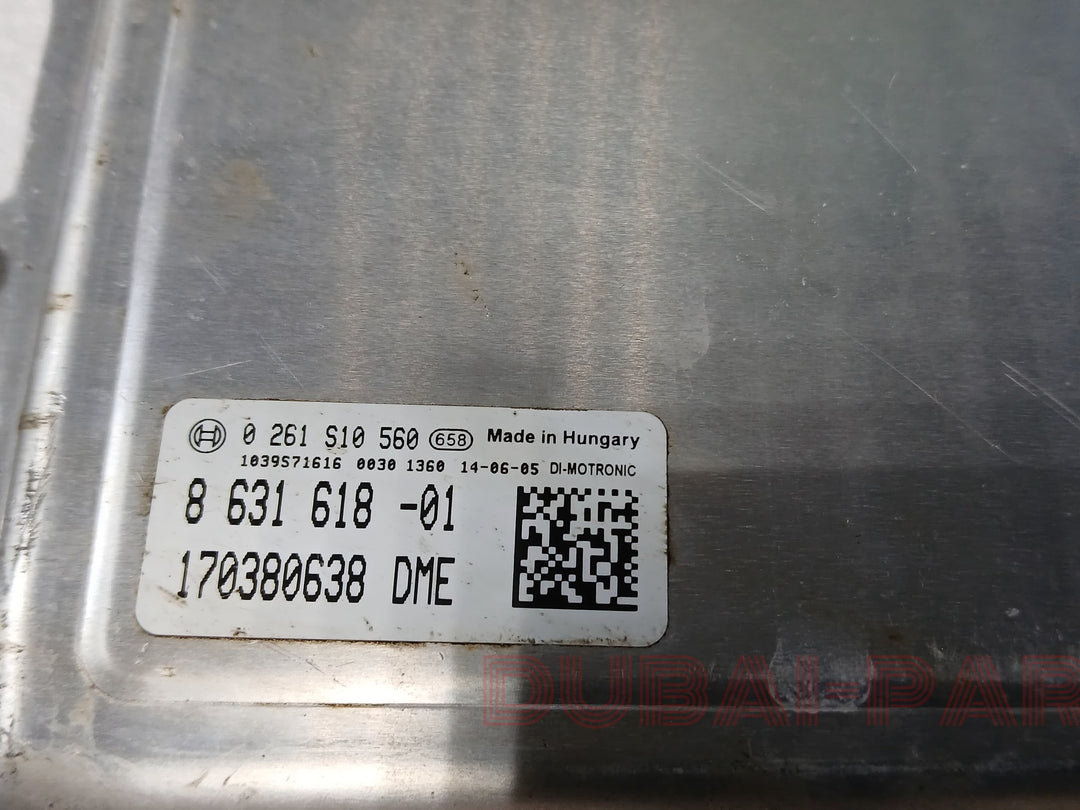 0 261 S10 560 658 Made in Hungary
1039S71616 0030 1360 14-06-05 DI-MOTRONIC
8 631 618 -01
170380638 DME
DUBAI-PAR